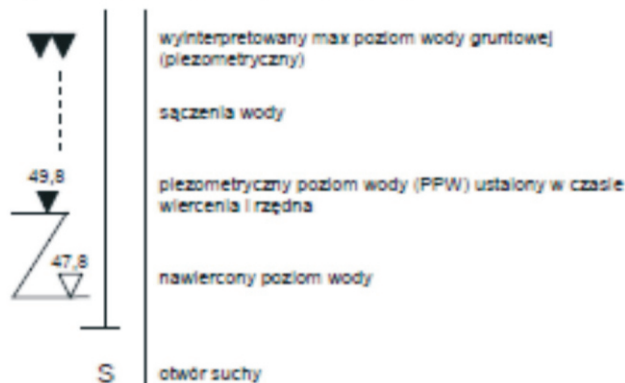 wyinterpretowany max poziom wody gruntowej
(piezometryczny)
sączenia wody
49,8
piezometryczny poziom wody (PPW) ustalony w czasie
wiercenia i rzędna
47,8
nawiercony poziom wody
S
otwór suchy